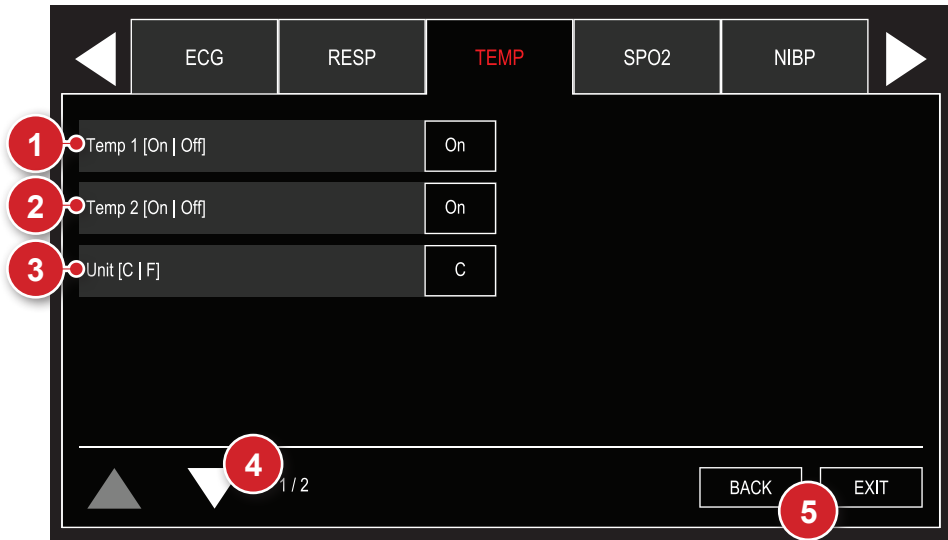 ECG RESP TEMP SPO2 NIBP
1 Temp 1 [On | Off] On
2 Temp 2 [On | Off] On
3 Unit [C | F] C
4 1 / 2
BACK 5 EXIT